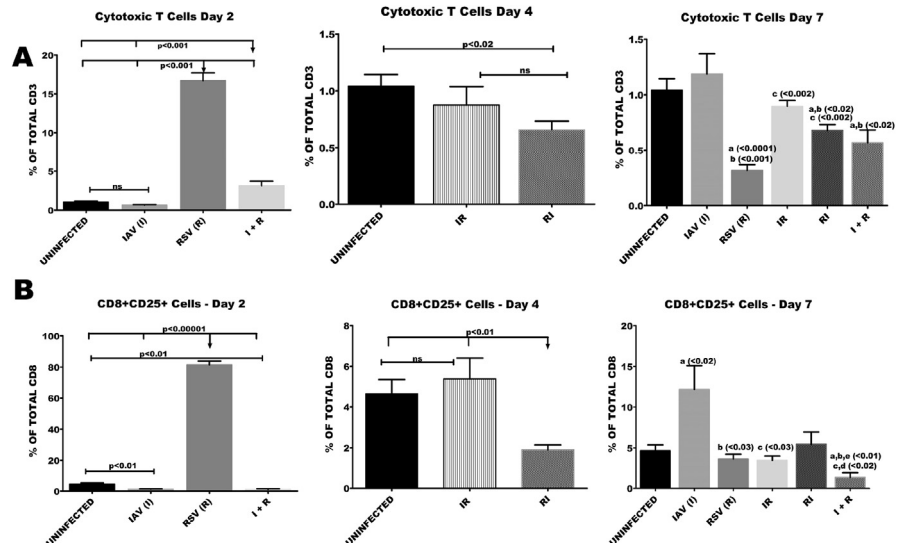 A
Cytotoxic T Cells Day 2
% OF TOTAL CD3
20
15
10
5
0
p<0.001
p<0.001
ns
UNINFECTED
IAV (I)
RSV (R)
I + R
Cytotoxic T Cells Day 4
% OF TOTAL CD3
1.5
1.0
0.5
0.0
p<0.02
ns
UNINFECTED
IR
RI
Cytotoxic T Cells Day 7
% OF TOTAL CD3
1.5
1.0
0.5
0.0
a (<0.0001)
b (<0.001)
c (<0.002)
a,b (<0.02)
c (<0.002)
a,b (<0.02)
UNINFECTED
IAV (I)
RSV (R)
IR
RI
I + R
B
CD8+CD25+ Cells - Day 2
% OF TOTAL CD8
100
80
60
40
20
0
p<0.00001
p<0.01
p<0.01
UNINFECTED
IAV (I)
RSV (R)
I + R
CD8+CD25+ Cells - Day 4
% OF TOTAL CD8
8
6
4
2
0
p<0.01
ns
UNINFECTED
IR
RI
CD8+CD25+ Cells - Day 7
% OF TOTAL CD8
20
15
10
5
0
a (<0.02)
b (<0.03)
c (<0.03)
a,b,e (<0.01)
c,d (<0.02)
UNINFECTED
IAV (I)
RSV (R)
IR
RI
I + R